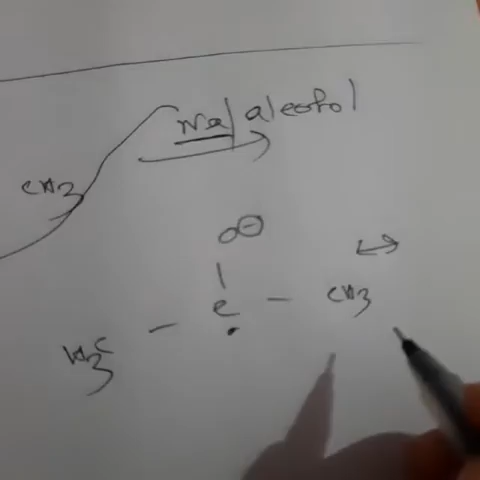 Na/alcohol
CH3
O⊖
|
H3C — C — CH3 ↔